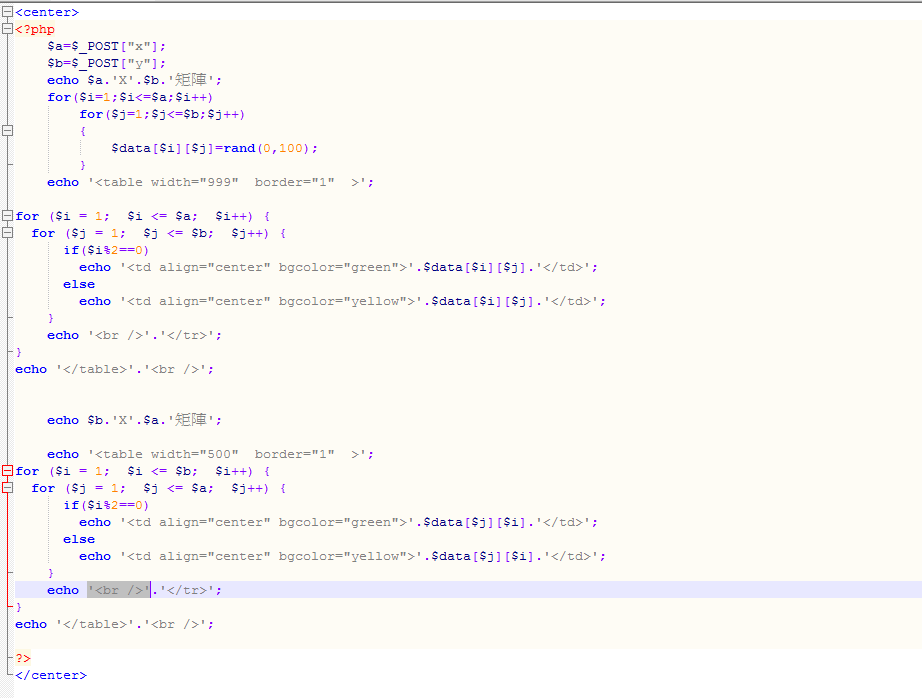 <center>
<?php
    $a=$_POST["x"];
    $b=$_POST["y"];
    echo $a.'X'.$b.'矩陣';
    for($i=1;$i<=$a;$i++)
        for($j=1;$j<=$b;$j++)
        {
            $data[$i][$j]=rand(0,100);
        }
    echo '<table width="999"  border="1"  >';
for ($i = 1;  $i <= $a;  $i++) {
  for ($j = 1;  $j <= $b;  $j++) {
      if($i%2==0)
        echo '<td align="center" bgcolor="green">'.$data[$i][$j].'</td>';
      else
        echo '<td align="center" bgcolor="yellow">'.$data[$i][$j].'</td>';
    }
    echo '<br />'.'</tr>';
}
echo '</table>'.'<br />';
    echo $b.'X'.$a.'矩陣';
    echo '<table width="500"  border="1"  >';
for ($i = 1;  $i <= $b;  $i++) {
  for ($j = 1;  $j <= $a;  $j++) {
      if($i%2==0)
        echo '<td align="center" bgcolor="green">'.$data[$j][$i].'</td>';
      else
        echo '<td align="center" bgcolor="yellow">'.$data[$j][$i].'</td>';
    }
    echo '<br />'.'</tr>';
}
echo '</table>'.'<br />';
?>
</center>